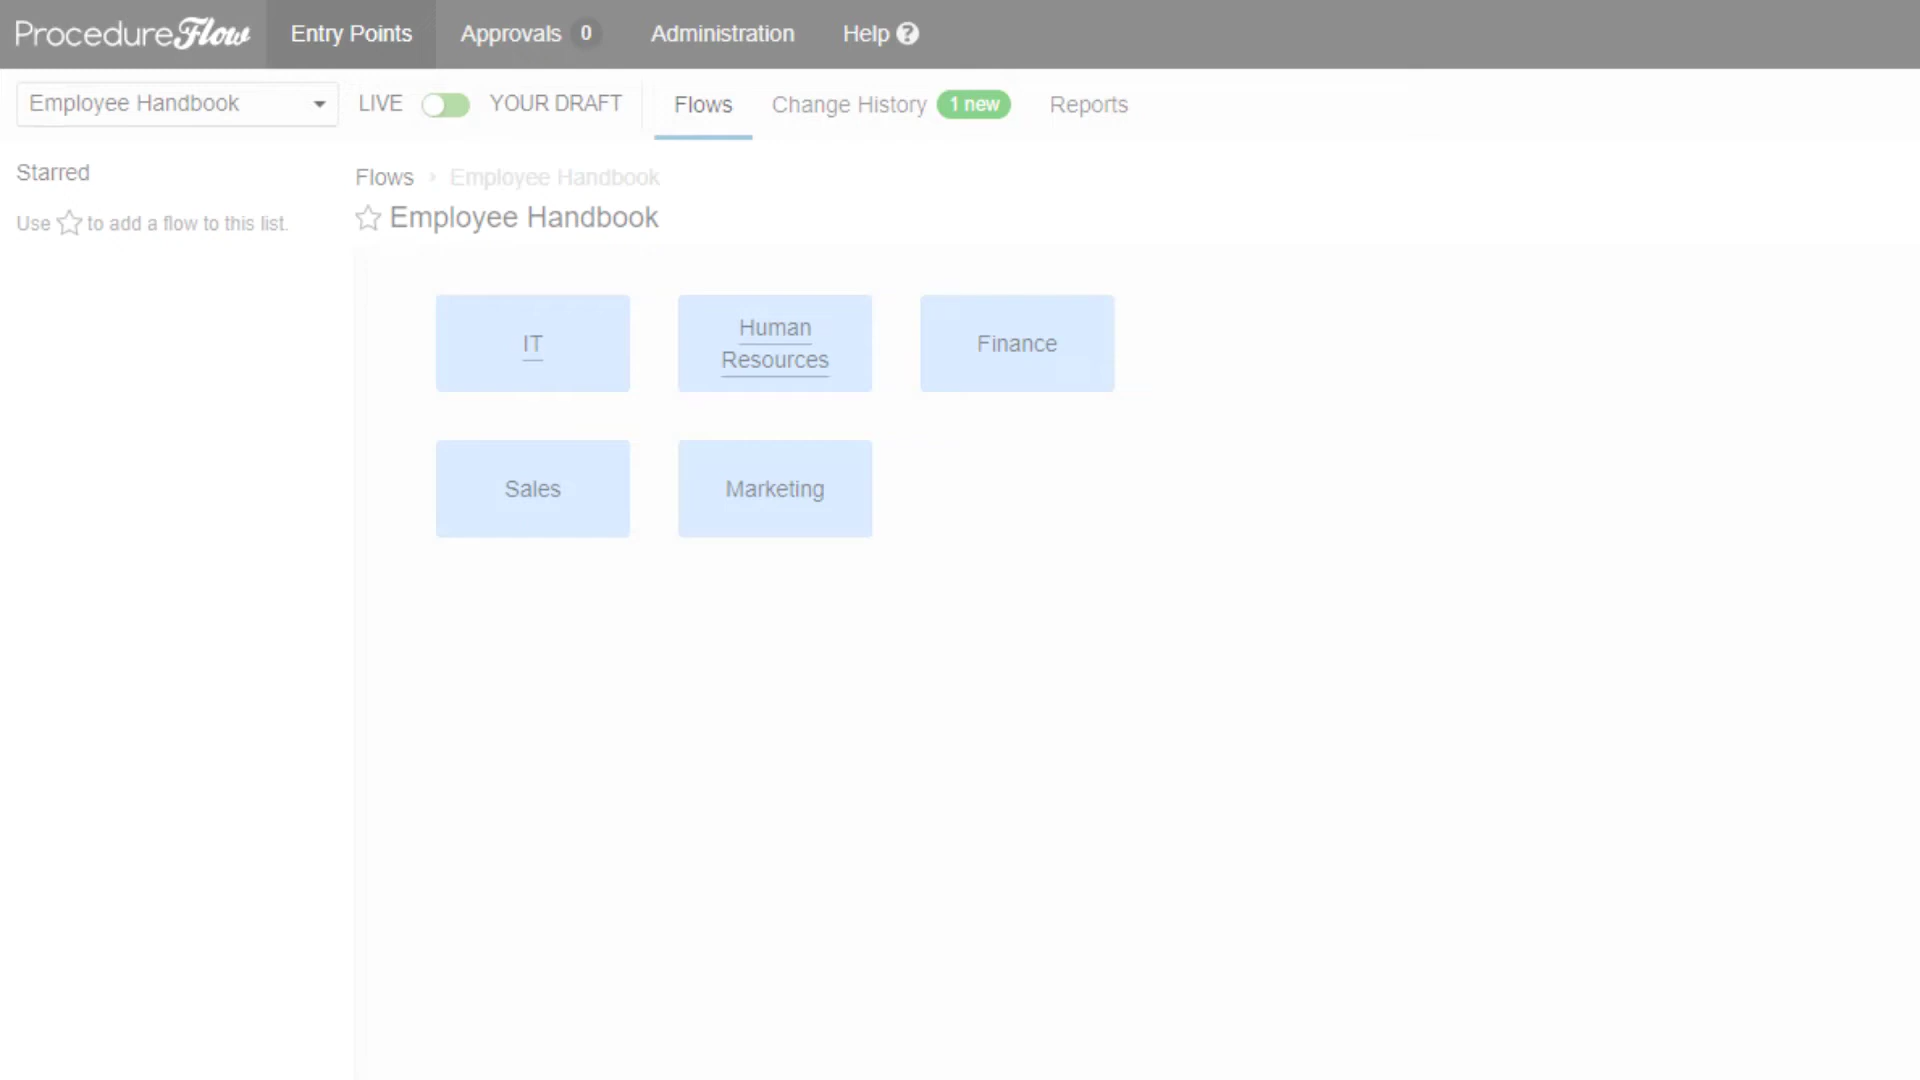 ProcedureFlow Entry Points Approvals 0 Administration Help ?
Employee Handbook LIVE YOUR DRAFT Flows Change History 1 new Reports
Starred
Use to add a flow to this list.
Flows › Employee Handbook
Employee Handbook
IT
Human
Resources
Finance
Sales
Marketing